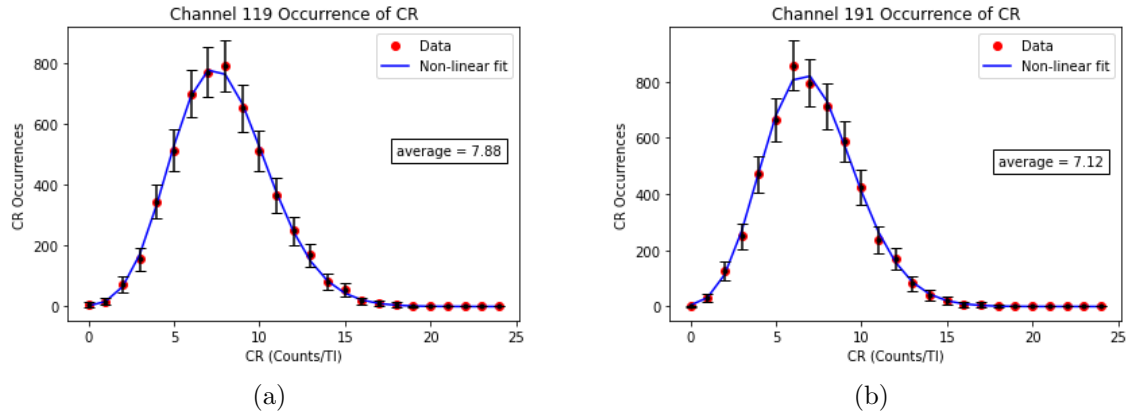 Channel 119 Occurrence of CR
Data
Non-linear fit
average = 7.88
CR Occurrences
800
600
400
200
0
0 5 10 15 20 25
CR (Counts/TI)
(a)
Channel 191 Occurrence of CR
Data
Non-linear fit
average = 7.12
CR Occurrences
800
600
400
200
0
0 5 10 15 20 25
CR (Counts/TI)
(b)